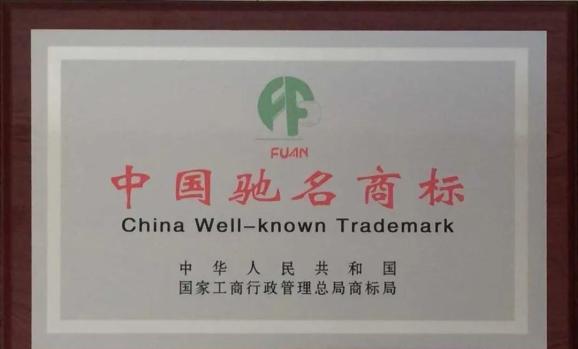 FUAN
中国驰名商标
China Well-known Trademark
中华人民共和国
国家工商行政管理总局商标局